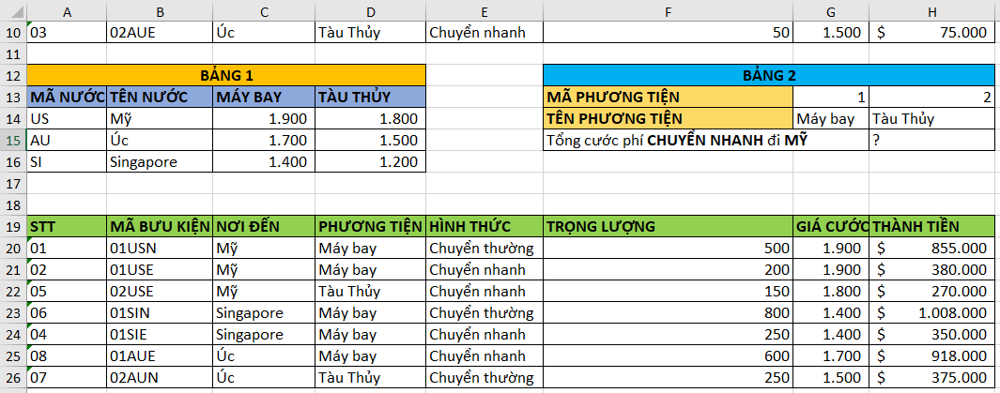 A B C D E F G H
10 03 02AUE Úc Tàu Thủy Chuyển nhanh 50 1.500 $ 75.000
11
12 BẢNG 1 BẢNG 2
13 MÃ NƯỚC TÊN NƯỚC MÁY BAY TÀU THỦY MÃ PHƯƠNG TIỆN 1 2
14 US Mỹ 1.900 1.800 TÊN PHƯƠNG TIỆN Máy bay Tàu Thủy
15 AU Úc 1.700 1.500 Tổng cước phí CHUYỂN NHANH đi MỸ ?
16 SI Singapore 1.400 1.200
17
18
19 STT MÃ BƯU KIỆN NƠI ĐẾN PHƯƠNG TIỆN HÌNH THỨC TRỌNG LƯỢNG GIÁ CƯỚC THÀNH TIỀN
20 01 01USN Mỹ Máy bay Chuyển thường 500 1.900 $ 855.000
21 02 01USE Mỹ Máy bay Chuyển nhanh 200 1.900 $ 380.000
22 05 02USE Mỹ Tàu Thủy Chuyển nhanh 150 1.800 $ 270.000
23 06 01SIN Singapore Máy bay Chuyển thường 800 1.400 $ 1.008.000
24 04 01SIE Singapore Máy bay Chuyển nhanh 250 1.400 $ 350.000
25 08 01AUE Úc Máy bay Chuyển nhanh 600 1.700 $ 918.000
26 07 02AUN Úc Tàu Thủy Chuyển thường 250 1.500 $ 375.000